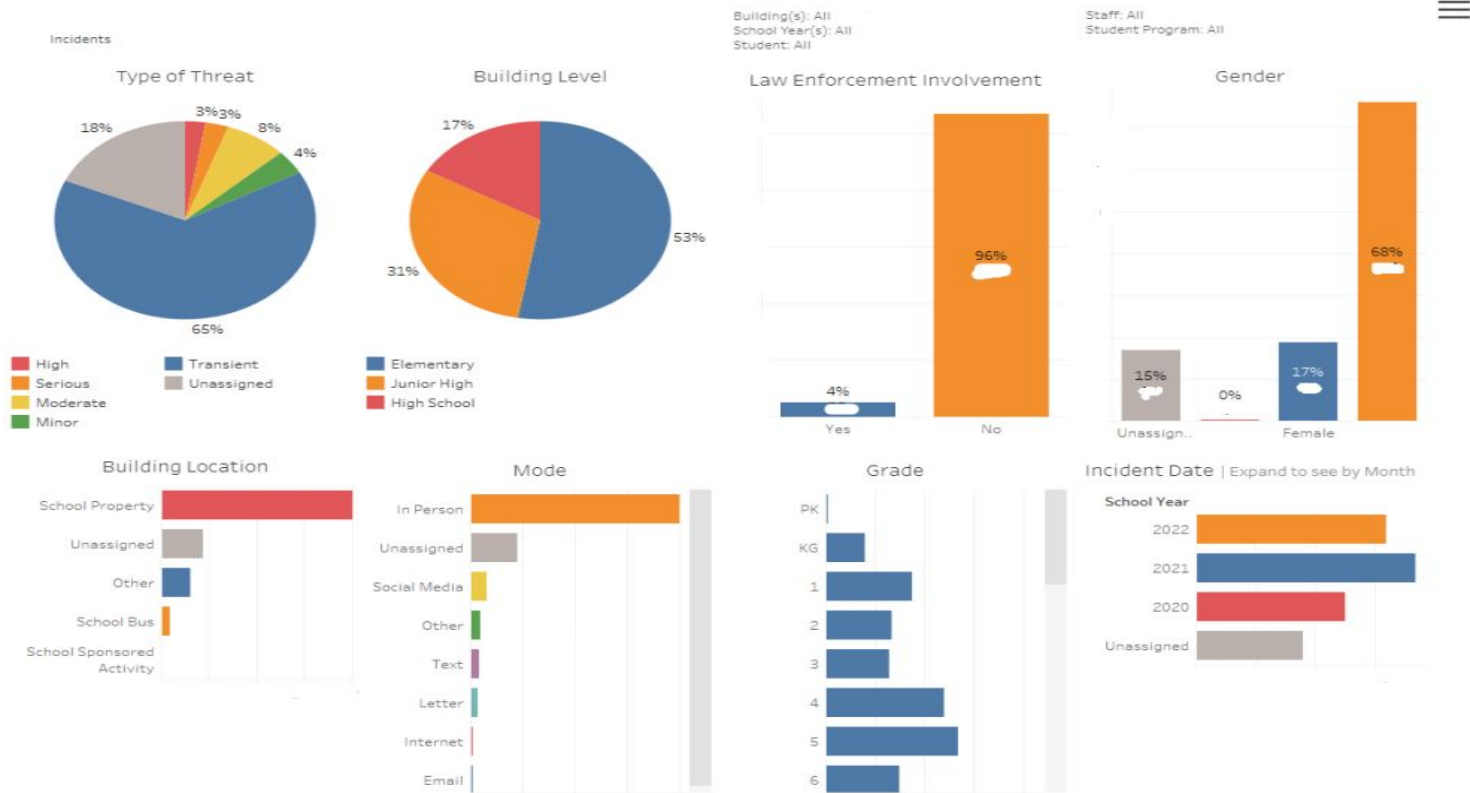 Incidents
Building(s): All
School Year(s): All
Student: All
Staff: All
Student Program: All
Type of Threat
3% 3%
8%
4%
18%
65%
High
Serious
Moderate
Minor
Transient
Unassigned
Building Level
17%
53%
31%
Elementary
Junior High
High School
Law Enforcement Involvement
96%
4%
Yes
No
Gender
68%
15%
0%
17%
Unassign..
Female
Building Location
School Property
Unassigned
Other
School Bus
School Sponsored
Activity
Mode
In Person
Unassigned
Social Media
Other
Text
Letter
Internet
Email
Grade
PK
KG
1
2
3
4
5
6
Incident Date | Expand to see by Month
School Year
2022
2021
2020
Unassigned